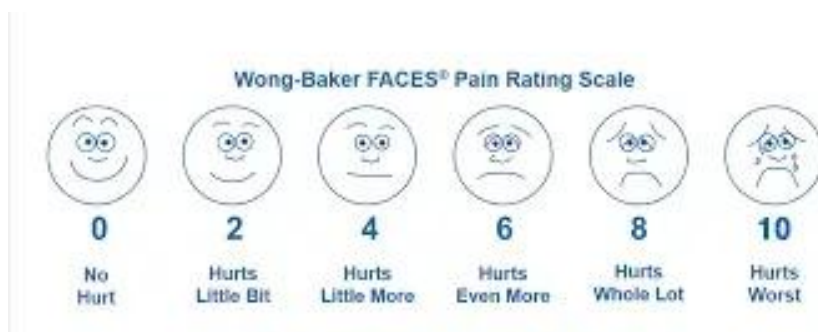 Wong-Baker FACES® Pain Rating Scale
0 2 4 6 8 10
No Hurts Hurts Hurts Hurts Hurts
Hurt Little Bit Little More Even More Whole Lot Worst